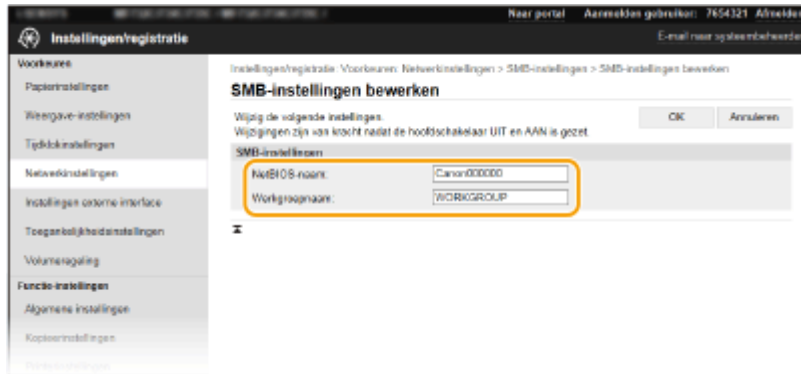 Naar portal Aanmelden gebruiker: 7654321 Afmelden
Instellingen/registratie
E-mail naar systeembeheerder
Voorkeuren
Papierinstellingen
Weergave-instellingen
Tijdklokinstellingen
Netwerkinstellingen
Instellingen externe interface
Toegankelijkheidsinstellingen
Volumeregeling
Functie-instellingen
Algemene instellingen
Kopieerinstellingen
Instellingen/registratie: Voorkeuren: Netwerkinstellingen > SMB-instellingen > SMB-instellingen bewerken
SMB-instellingen bewerken
Wijzig de volgende instellingen.
Wijzigingen zijn van kracht nadat de hoofdschakelaar UIT en AAN is gezet.
OK Annuleren
SMB-instellingen
NetBIOS-naam: Canon000000
Werkgroepnaam: WORKGROUP